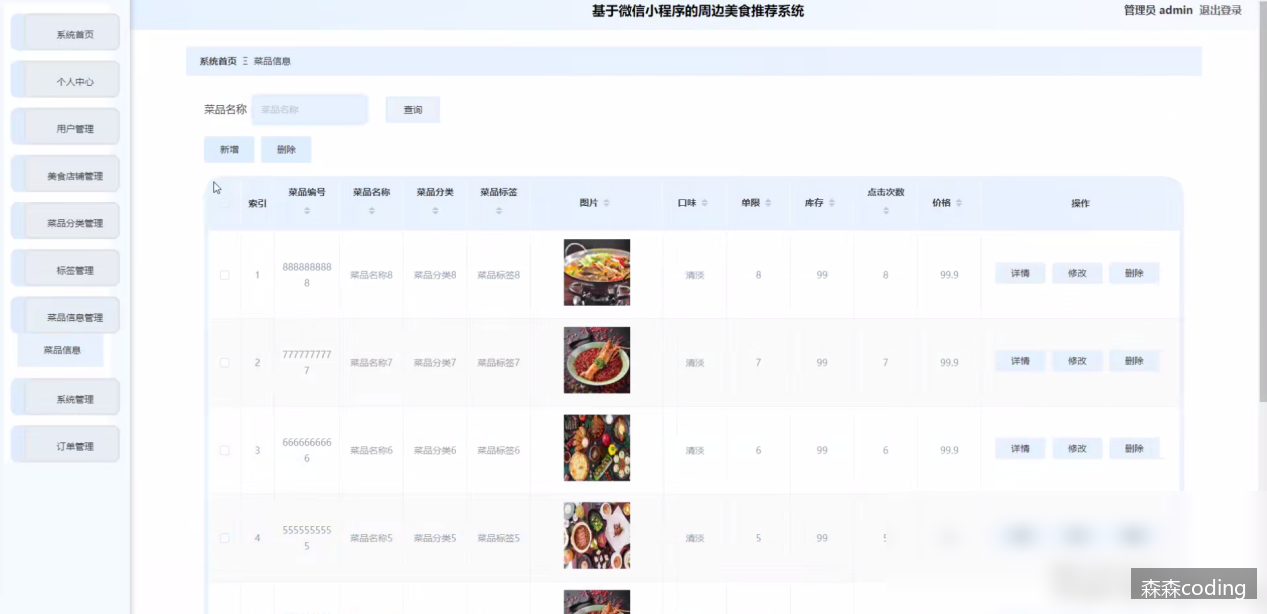 基于微信小程序的周边美食推荐系统
管理员 admin 退出登录
系统首页
个人中心
用户管理
美食店铺管理
菜品分类管理
标签管理
菜品信息管理
菜品信息
系统管理
订单管理
系统首页 Ξ 菜品信息
菜品名称 菜品名称 查询
新增 删除
索引 菜品编号 菜品名称 菜品分类 菜品标签 图片 口味 单限 库存 点击次数 价格 操作
1 888888888 菜品名称8 菜品分类8 菜品标签8 清淡 8 99 8 99.9 详情 修改 删除
8
2 777777777 菜品名称7 菜品分类7 菜品标签7 清淡 7 99 7 99.9 详情 修改 删除
7
3 666666666 菜品名称6 菜品分类6 菜品标签6 清淡 6 99 6 99.9 详情 修改 删除
6
4 555555555 菜品名称5 菜品分类5 菜品标签5 清淡 5 99 5
5
森森coding